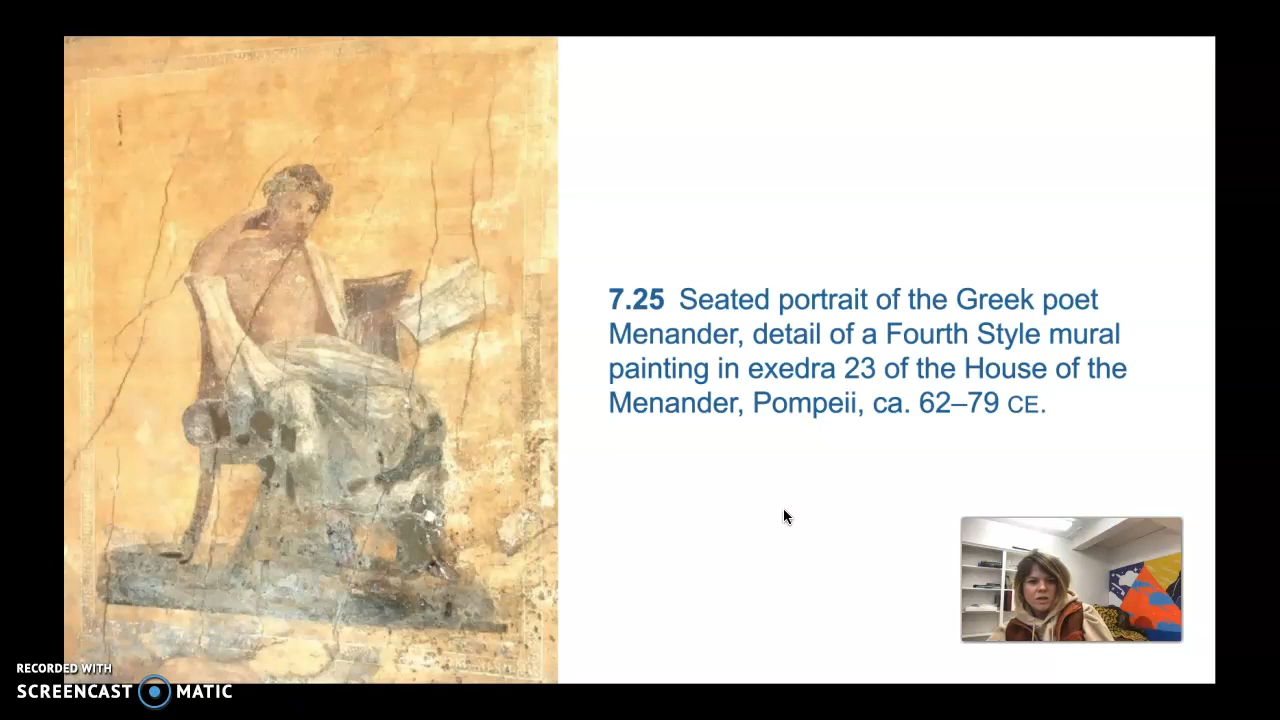 7.25 Seated portrait of the Greek poet
Menander, detail of a Fourth Style mural
painting in exedra 23 of the House of the
Menander, Pompeii, ca. 62–79 CE.
RECORDED WITH
SCREENCAST MATIC